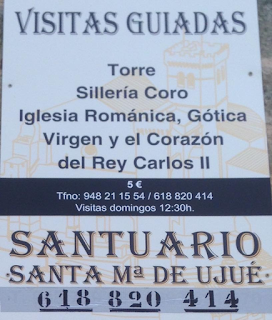 VISITAS GUIADAS
Torre
Sillería Coro
Iglesia Románica, Gótica
Virgen y el Corazón
del Rey Carlos II
5 €
Tfno: 948 21 15 54 / 618 820 414
Visitas domingos 12:30h.
SANTUARIO
·SANTA Mª DE UJUÉ·
618 820 414